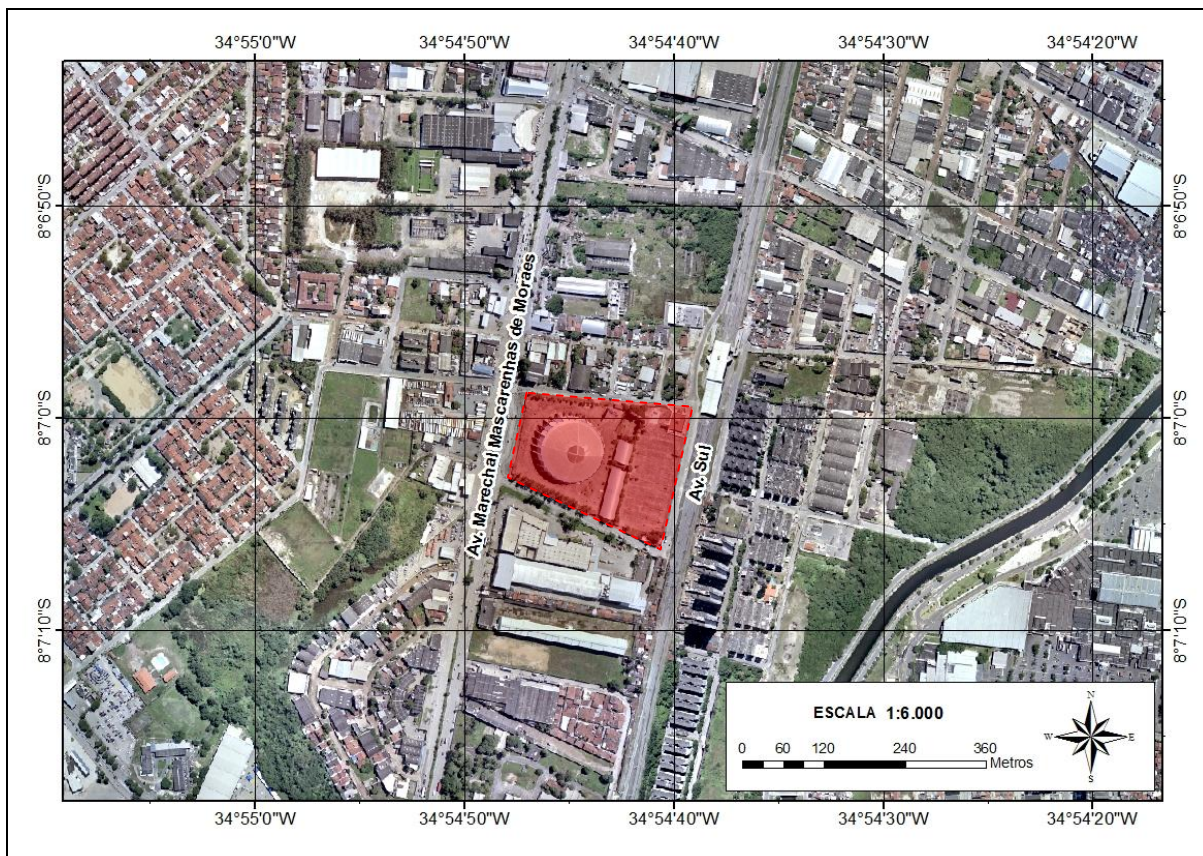 34°55'0"W 34°54'50"W 34°54'40"W 34°54'30"W 34°54'20"W
8°6'50"S 8°6'50"S
Av. Marechal Mascarenhas de Moraes
8°7'0"S 8°7'0"S
Av. Sul
8°7'10"S 8°7'10"S
ESCALA 1:6.000
N
W E
S
0 60 120 240 360
Metros
34°55'0"W 34°54'50"W 34°54'40"W 34°54'30"W 34°54'20"W